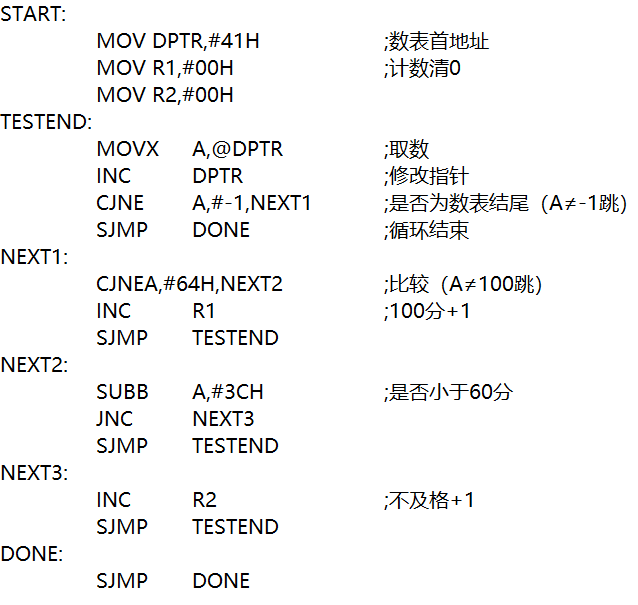 START:
MOV DPTR,#41H ;数表首地址
MOV R1,#00H ;计数清0
MOV R2,#00H
TESTEND:
MOVX A,@DPTR ;取数
INC DPTR ;修改指针
CJNE A,#-1,NEXT1 ;是否为数表结尾（A≠-1跳）
SJMP DONE ;循环结束
NEXT1:
CJNEA,#64H,NEXT2 ;比较（A≠100跳）
INC R1 ;100分+1
SJMP TESTEND
NEXT2:
SUBB A,#3CH ;是否小于60分
JNC NEXT3
SJMP TESTEND
NEXT3:
INC R2 ;不及格+1
SJMP TESTEND
DONE:
SJMP DONE